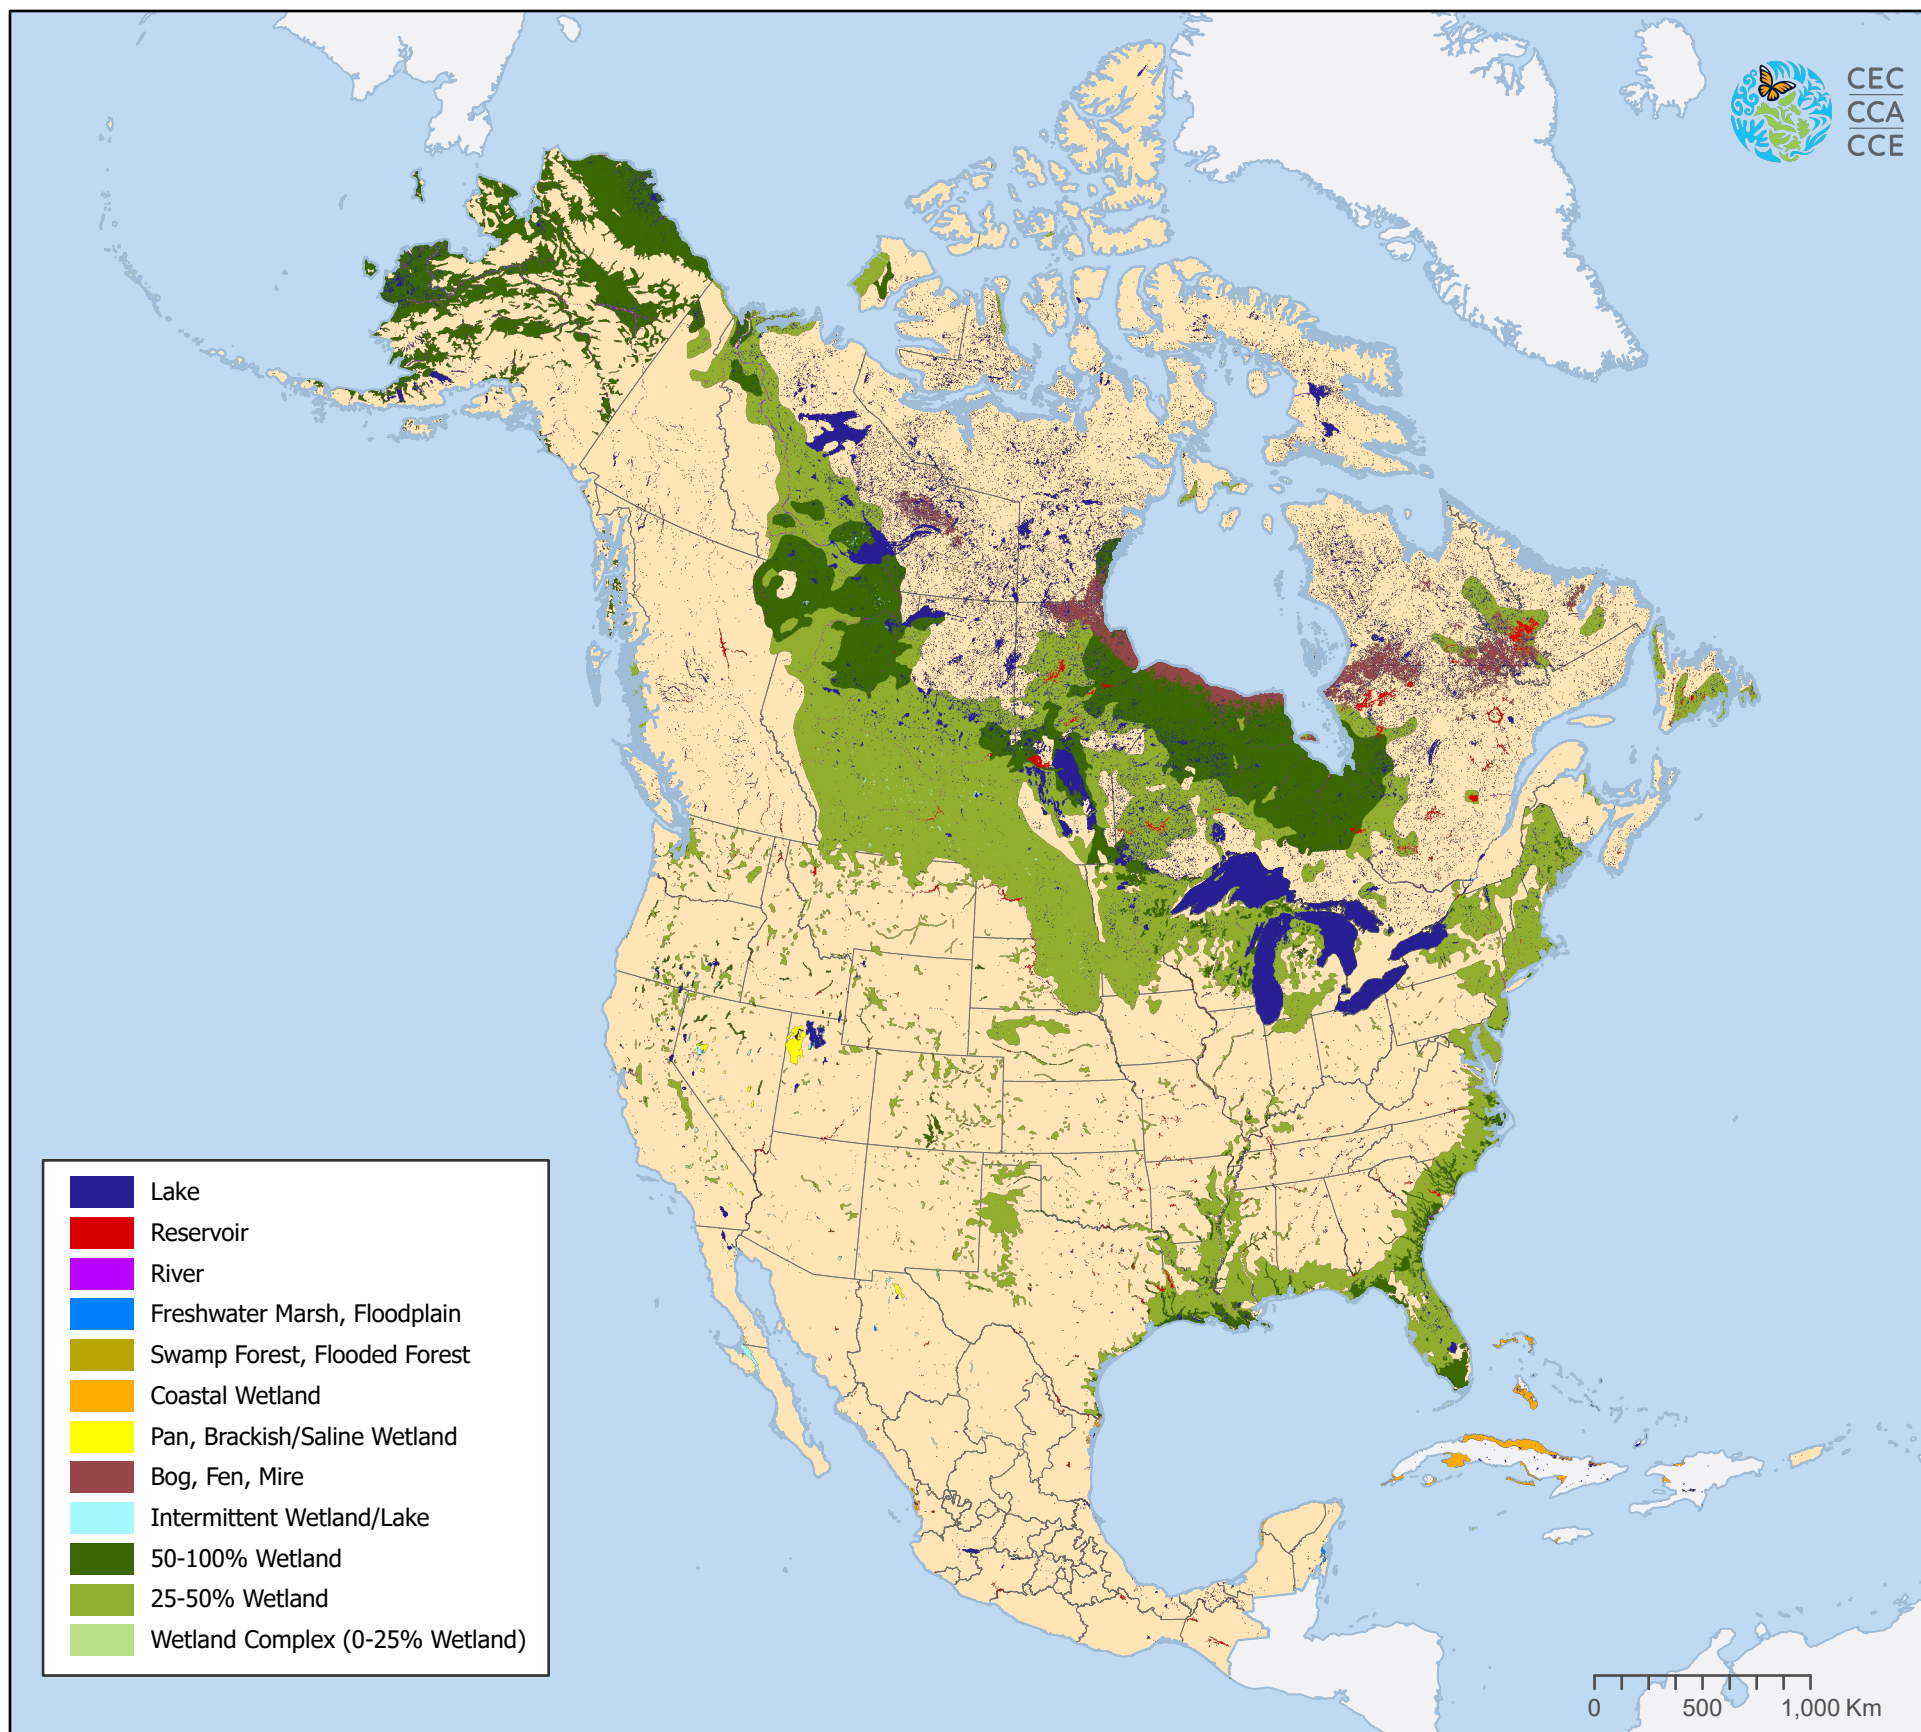 CEC
CCA
CCE
Lake
Reservoir
River
Freshwater Marsh, Floodplain
Swamp Forest, Flooded Forest
Coastal Wetland
Pan, Brackish/Saline Wetland
Bog, Fen, Mire
Intermittent Wetland/Lake
50-100% Wetland
25-50% Wetland
Wetland Complex (0-25% Wetland)
0 500 1,000 Km